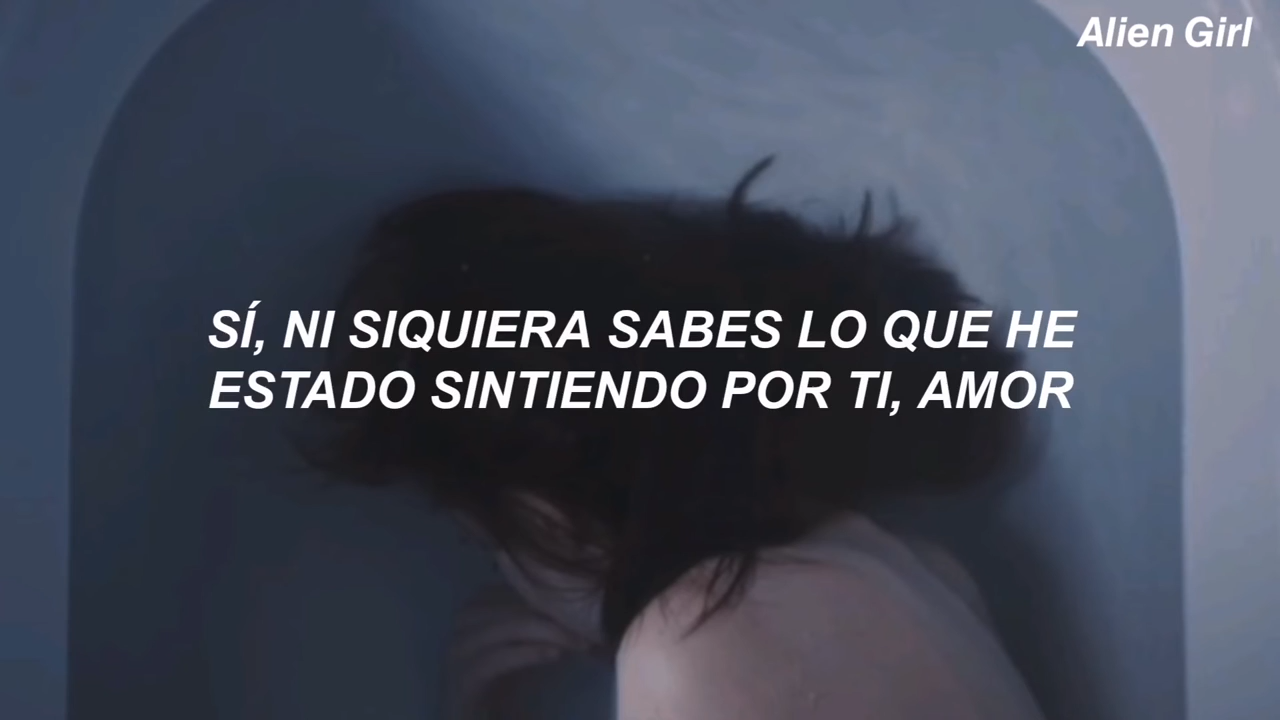 Alien Girl
SÍ, NI SIQUIERA SABES LO QUE HE
ESTADO SINTIENDO POR TI, AMOR